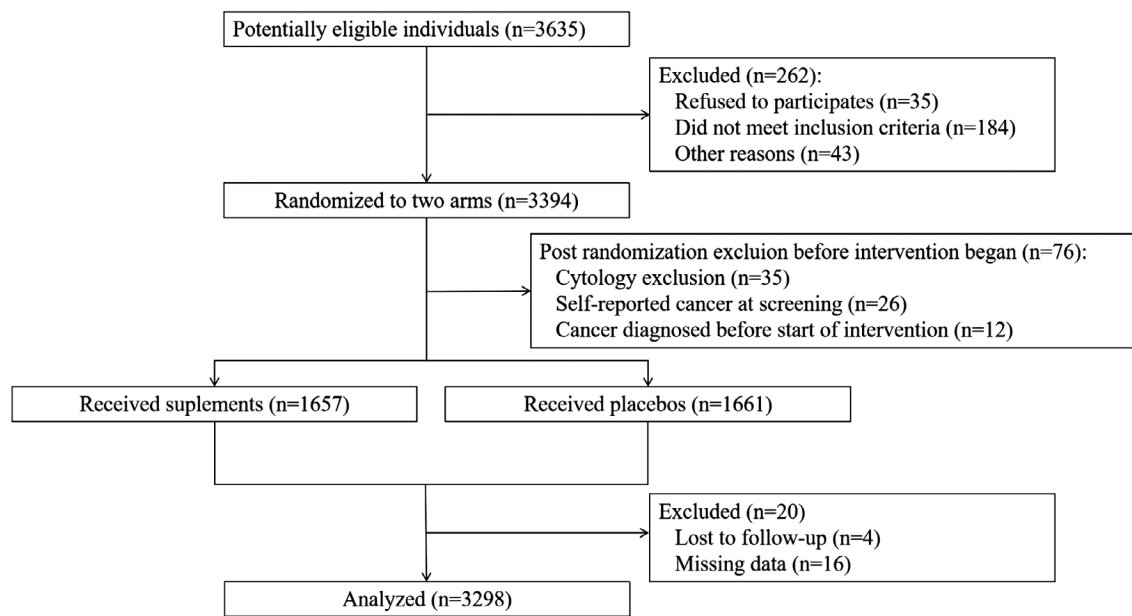 Potentially eligible individuals (n=3635)
Excluded (n=262):
Refused to participates (n=35)
Did not meet inclusion criteria (n=184)
Other reasons (n=43)
Randomized to two arms (n=3394)
Post randomization excluion before intervention began (n=76):
Cytology exclusion (n=35)
Self-reported cancer at screening (n=26)
Cancer diagnosed before start of intervention (n=12)
Received suplements (n=1657)
Received placebos (n=1661)
Excluded (n=20)
Lost to follow-up (n=4)
Missing data (n=16)
Analyzed (n=3298)